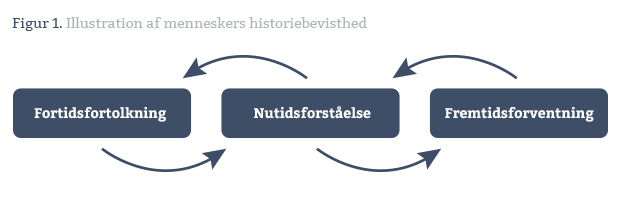 Figur 1. Illustration af menneskers historiebevisthed
Fortidsfortolkning
Nutidsforståelse
Fremtidsforventning